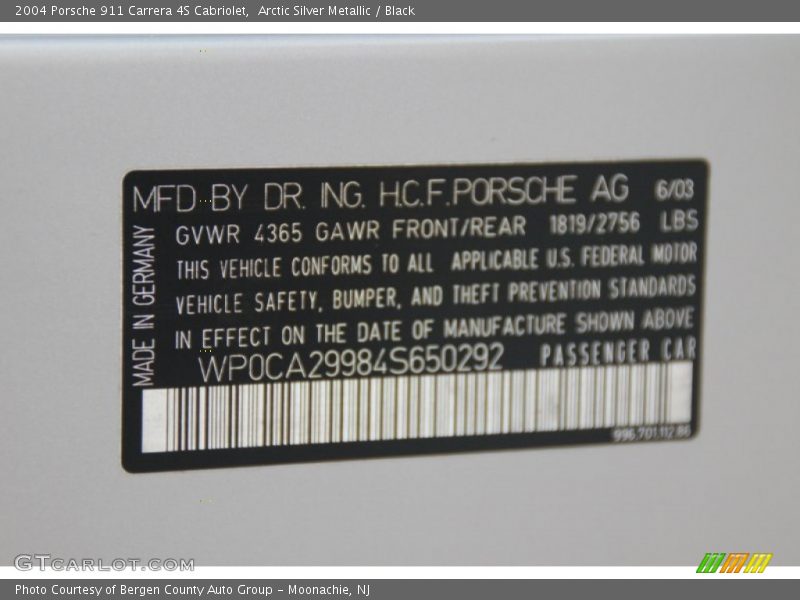 2004 Porsche 911 Carrera 4S Cabriolet, Arctic Silver Metallic / Black
MFD BY DR. ING. H.C.F. PORSCHE AG 6/03
GVWR 4365 GAWR FRONT/REAR 1819/2756 LBS
THIS VEHICLE CONFORMS TO ALL APPLICABLE U.S. FEDERAL MOTOR
VEHICLE SAFETY, BUMPER, AND THEFT PREVENTION STANDARDS
IN EFFECT ON THE DATE OF MANUFACTURE SHOWN ABOVE
WP0CA29984S650292 PASSENGER CAR
MADE IN GERMANY
996.701.112.86
GTCARLOT.COM
Photo Courtesy of Bergen County Auto Group - Moonachie, NJ